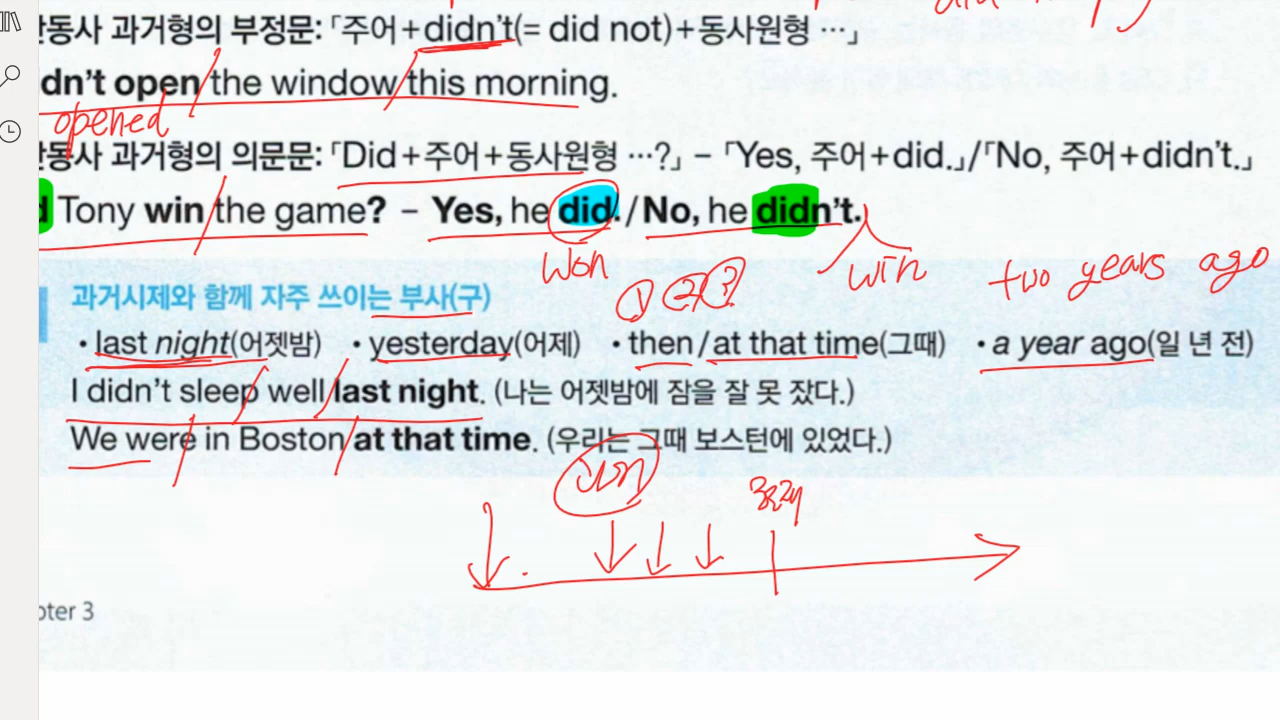 반동사 과거형의 부정문: 「주어+didn't(= did not)+동사원형 …」
dn't open the window this morning.
opened
반동사 과거형의 의문문: 「Did+주어+동사원형 …?」 – 「Yes, 주어+did.」/「No, 주어+didn't.」
d Tony win the game? – Yes, he did. / No, he didn't.
won
win
two years ago
과거시제와 함께 자주 쓰이는 부사(구)
① ② ?
• last night(어젯밤) • yesterday(어제) • then / at that time(그때) • a year ago(일 년 전)
I didn't sleep well last night. (나는 어젯밤에 잠을 잘 못 잤다.)
We were in Boston at that time. (우리는 그때 보스턴에 있었다.)
oter 3